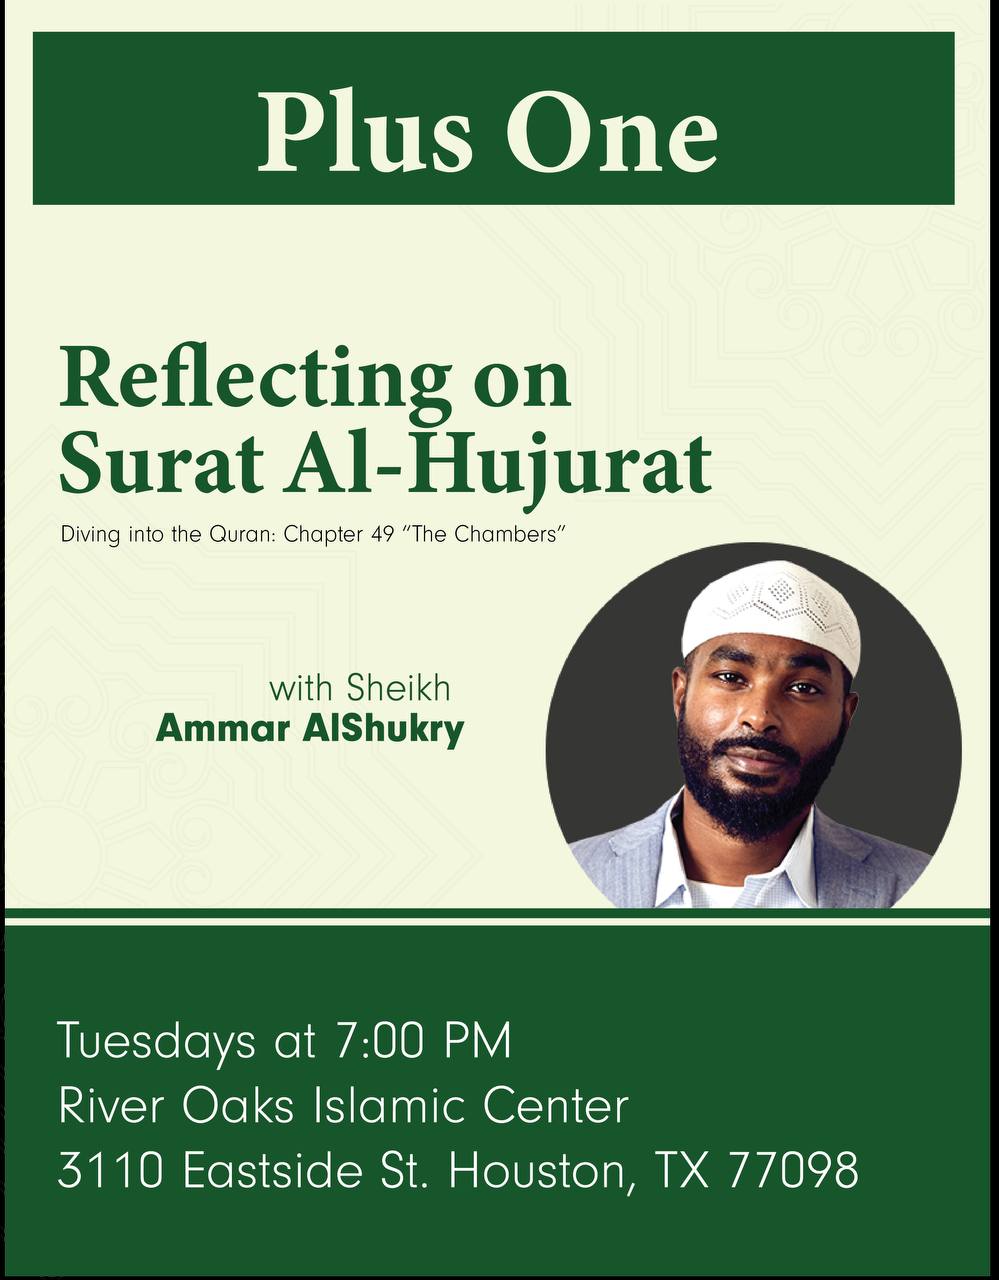 Plus One
Reflecting on
Surat Al-Hujurat
Diving into the Quran: Chapter 49 “The Chambers”
with Sheikh
Ammar AlShukry
Tuesdays at 7:00 PM
River Oaks Islamic Center
3110 Eastside St. Houston, TX 77098